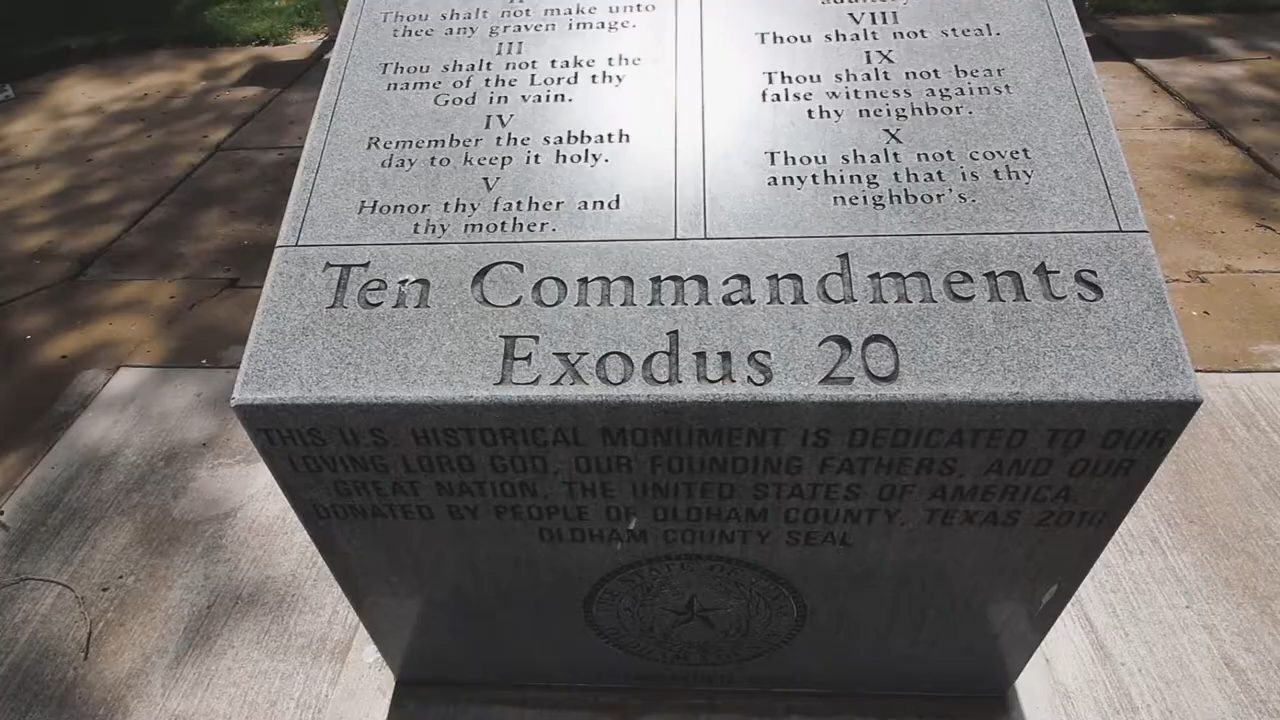 Thou shalt not make unto
thee any graven image.
III
Thou shalt not take the
name of the Lord thy
God in vain.
IV
Remember the sabbath
day to keep it holy.
V
Honor thy father and
thy mother.
VIII
Thou shalt not steal.
IX
Thou shalt not bear
false witness against
thy neighbor.
X
Thou shalt not covet
anything that is thy
neighbor's.
Ten Commandments
Exodus 20
THIS U.S. HISTORICAL MONUMENT IS DEDICATED TO OUR
LOVING LORD GOD, OUR FOUNDING FATHERS, AND OUR
GREAT NATION, THE UNITED STATES OF AMERICA.
DONATED BY PEOPLE OF OLDHAM COUNTY, TEXAS
OLDHAM COUNTY SEAL